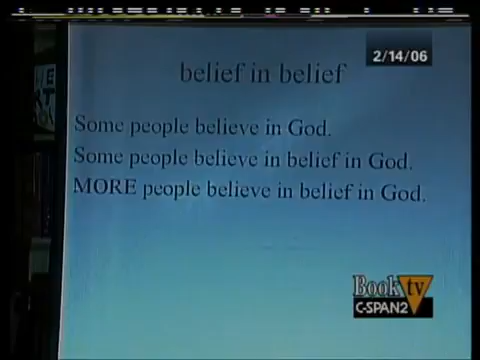 2/14/06
belief in belief
Some people believe in God.
Some people believe in belief in God.
MORE people believe in belief in God.
Book tv
C-SPAN2